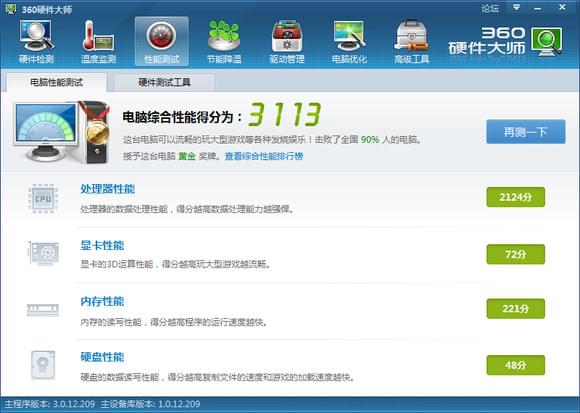 360硬件大师
论坛
硬件检测
温度监测
性能测试
节能降温
驱动管理
电脑优化
高级工具
360
硬件大师
电脑性能测试
硬件测试工具
电脑综合性能得分为：3113
这台电脑可以流畅的玩大型游戏等各种发烧娱乐！击败了全国 90% 人的电脑。
授予这台电脑 黄金 奖牌。查看综合性能排行榜
再测一下
CPU
处理器性能
处理器的数据处理性能，得分越高数据处理能力越强悍。
2124分
显卡性能
显卡的3D运算性能，得分越高玩大型游戏越流畅。
72分
内存性能
内存的读写性能，得分越高程序的运行速度越快。
221分
硬盘性能
硬盘的数据读写性能，得分越高复制文件的速度和游戏的加载速度越快。
48分
主程序版本: 3.0.12.209 主设备库版本: 1.0.12.209